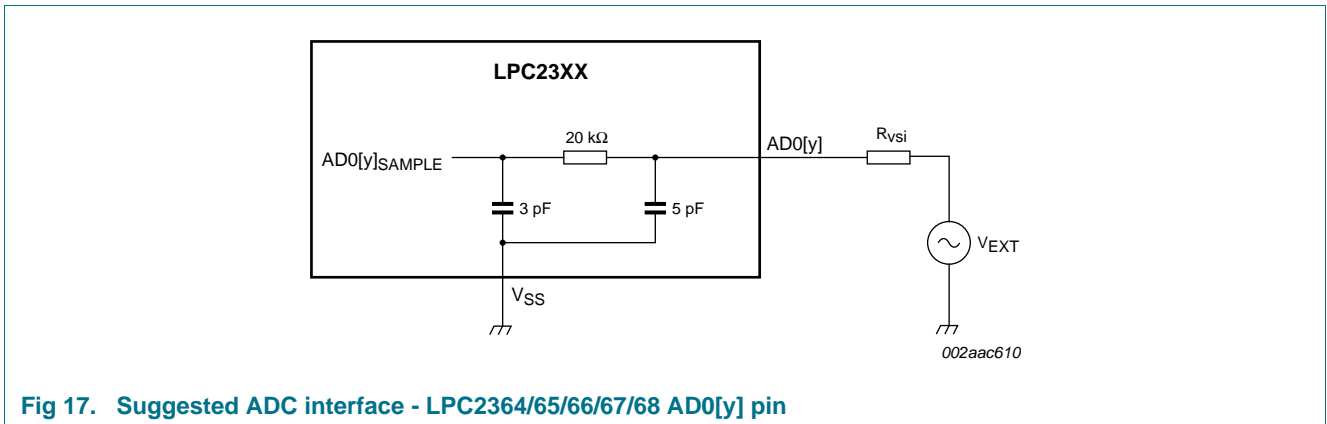 LPC23XX
20 kΩ
AD0[y]SAMPLE
AD0[y]
Rvsi
3 pF
5 pF
VEXT
VSS
002aac610
Fig 17. Suggested ADC interface - LPC2364/65/66/67/68 AD0[y] pin